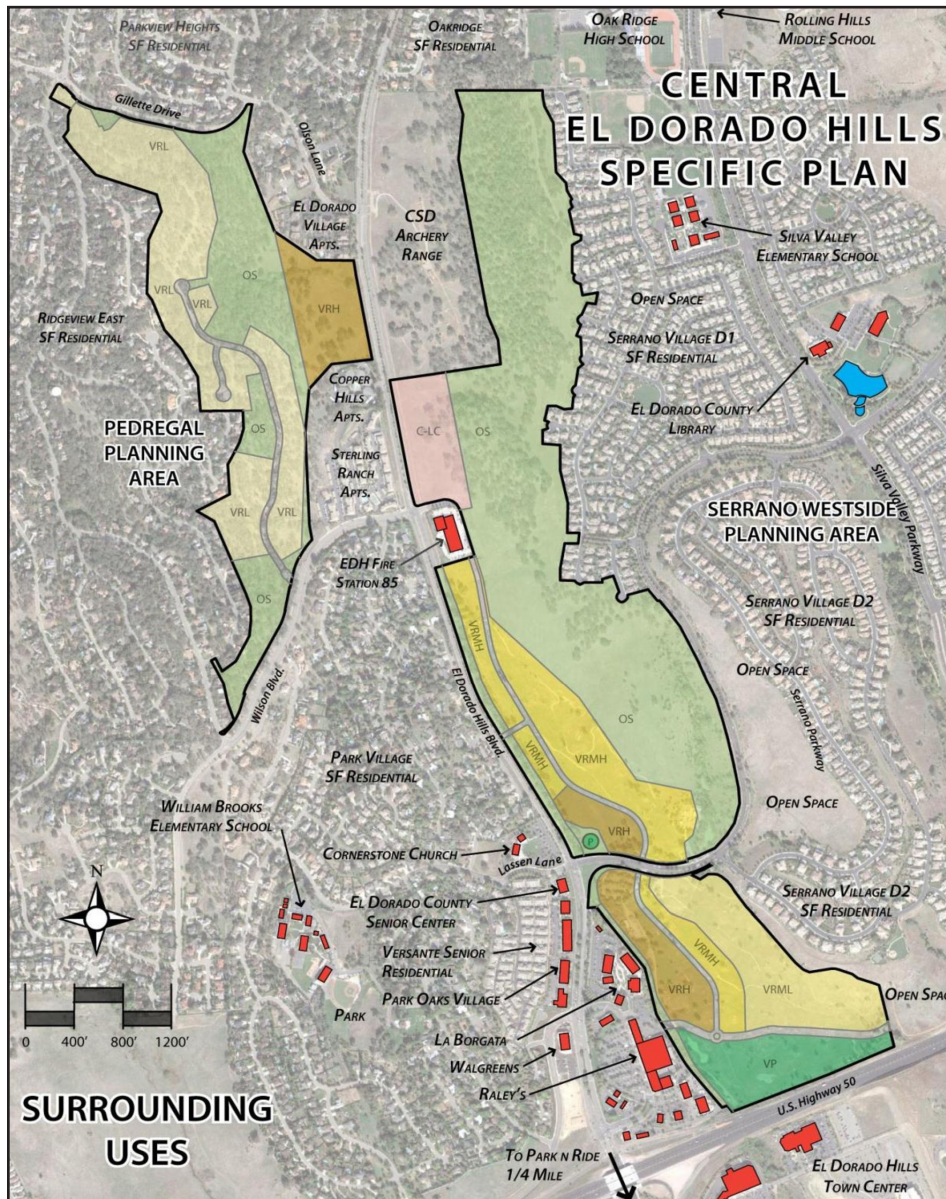 Parkview Heights
SF Residential
Oakridge
SF Residential
Oak Ridge
High School
Rolling Hills
Middle School
CENTRAL
EL DORADO HILLS
SPECIFIC PLAN
Gillette Drive
Olson Lane
VRL
El Dorado
Village
Apts.
CSD
Archery
Range
Silva Valley
Elementary School
OS
VRL
VRL
VRH
Open Space
Ridgeview East
SF Residential
Serrano Village D1
SF Residential
Copper
Hills
Apts.
C-LC
OS
El Dorado County
Library
PEDREGAL
PLANNING
AREA
OS
Sterling
Ranch
Apts.
Silva Valley Parkway
VRL
VRL
SERRANO WESTSIDE
PLANNING AREA
EDH Fire
Station 85
OS
Serrano Village D2
SF Residential
VRMH
Wilson Blvd.
El Dorado Hills Blvd.
Open Space
Serrano Parkway
OS
Park Village
SF Residential
VRMH
VRMH
William Brooks
Elementary School
Open Space
VRH
P
Cornerstone Church
Lassen Lane
N
El Dorado County
Senior Center
Serrano Village D2
SF Residential
Versante Senior
Residential
VRMH
VRH
VRML
Open Space
Park Oaks Village
Park
0 400' 800' 1200'
La Borgata
Walgreens
VP
Raley's
U.S. Highway 50
SURROUNDING
USES
To Park n Ride
1/4 Mile
El Dorado Hills
Town Center